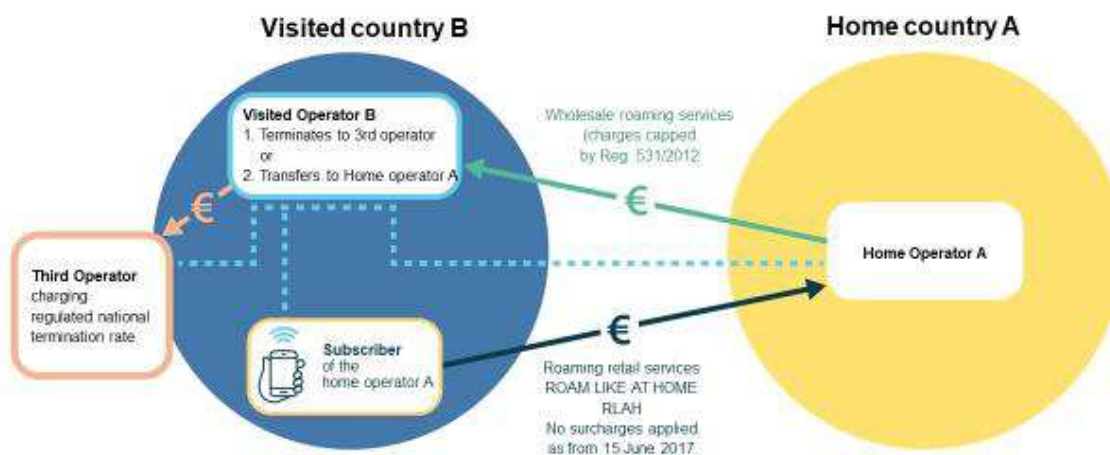 Visited country B
Home country A
Visited Operator B
1. Terminates to 3rd operator
or
2. Transfers to Home operator A
Wholesale roaming services
(charges capped
by Reg. 531/2012
€
€
Third Operator
charging
regulated national
termination rate
Home Operator A
Subscriber
of the
home operator A
€
Roaming retail services
ROAM LIKE AT HOME
RLAH
No surcharges applied
as from 15 June 2017